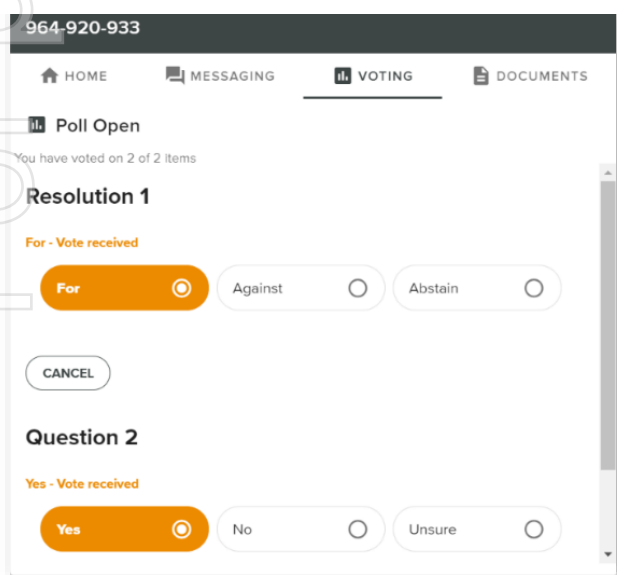 964-920-933
HOME MESSAGING VOTING DOCUMENTS
Poll Open
You have voted on 2 of 2 items
Resolution 1
For - Vote received
For Against Abstain
CANCEL
Question 2
Yes - Vote received
Yes No Unsure